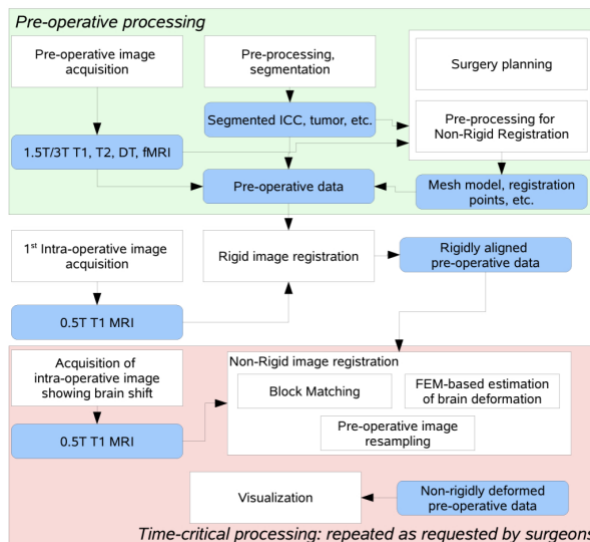 Pre-operative processing
Pre-operative image
acquisition
Pre-processing,
segmentation
Surgery planning
Segmented ICC, tumor, etc.
Pre-processing for
Non-Rigid Registration
1.5T/3T T1, T2, DT, fMRI
Pre-operative data
Mesh model, registration
points, etc.
1st Intra-operative image
acquisition
Rigid image registration
Rigidly aligned
pre-operative data
0.5T T1 MRI
Acquisition of
intra-operative image
showing brain shift
Non-Rigid image registration
Block Matching
FEM-based estimation
of brain deformation
Pre-operative image
resampling
0.5T T1 MRI
Visualization
Non-rigidly deformed
pre-operative data
Time-critical processing: repeated as requested by surgeons